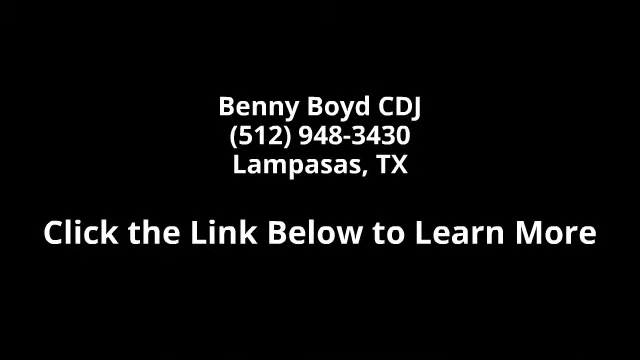 Benny Boyd CDJ
(512) 948-3430
Lampasas, TX
Click the Link Below to Learn More